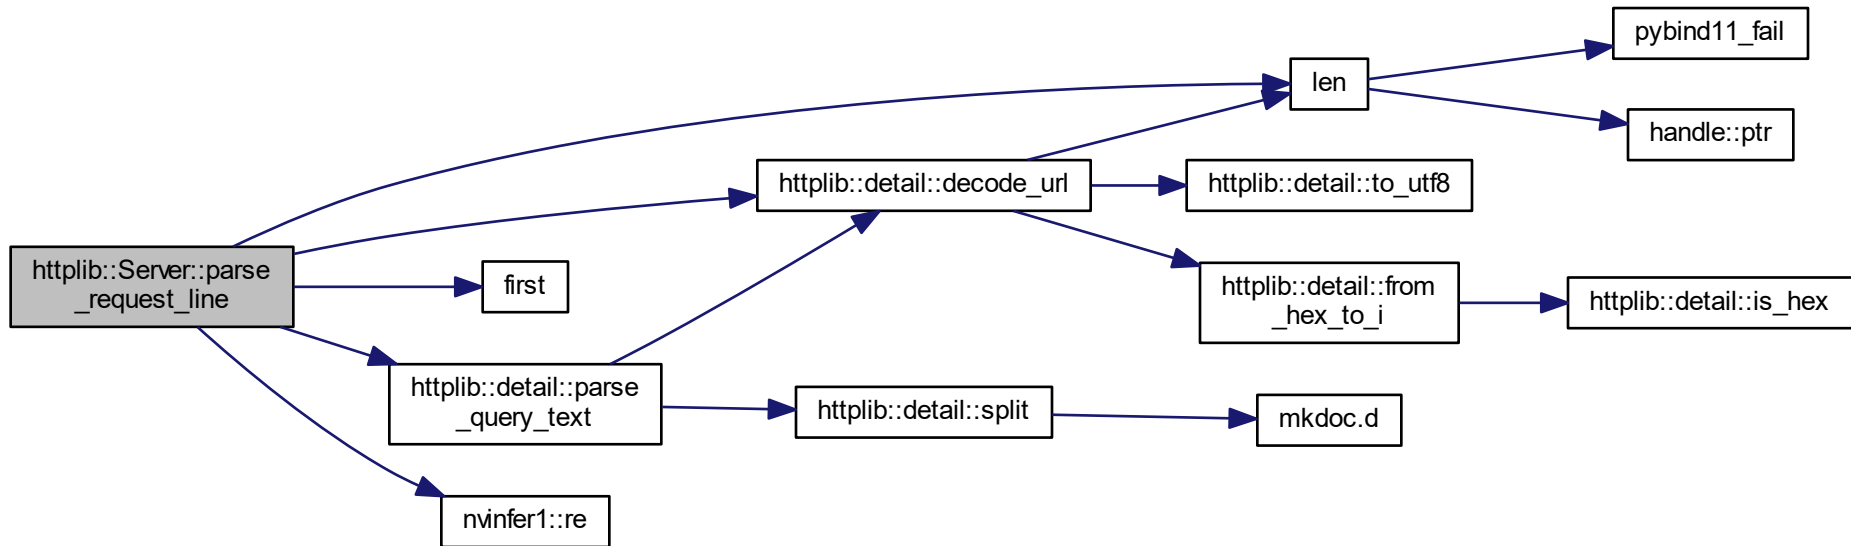 pybind11_fail
len
handle::ptr
httplib::detail::decode_url
httplib::detail::to_utf8
httplib::Server::parse
_request_line
first
httplib::detail::from
_hex_to_i
httplib::detail::is_hex
httplib::detail::parse
_query_text
httplib::detail::split
mkdoc.d
nvinfer1::re